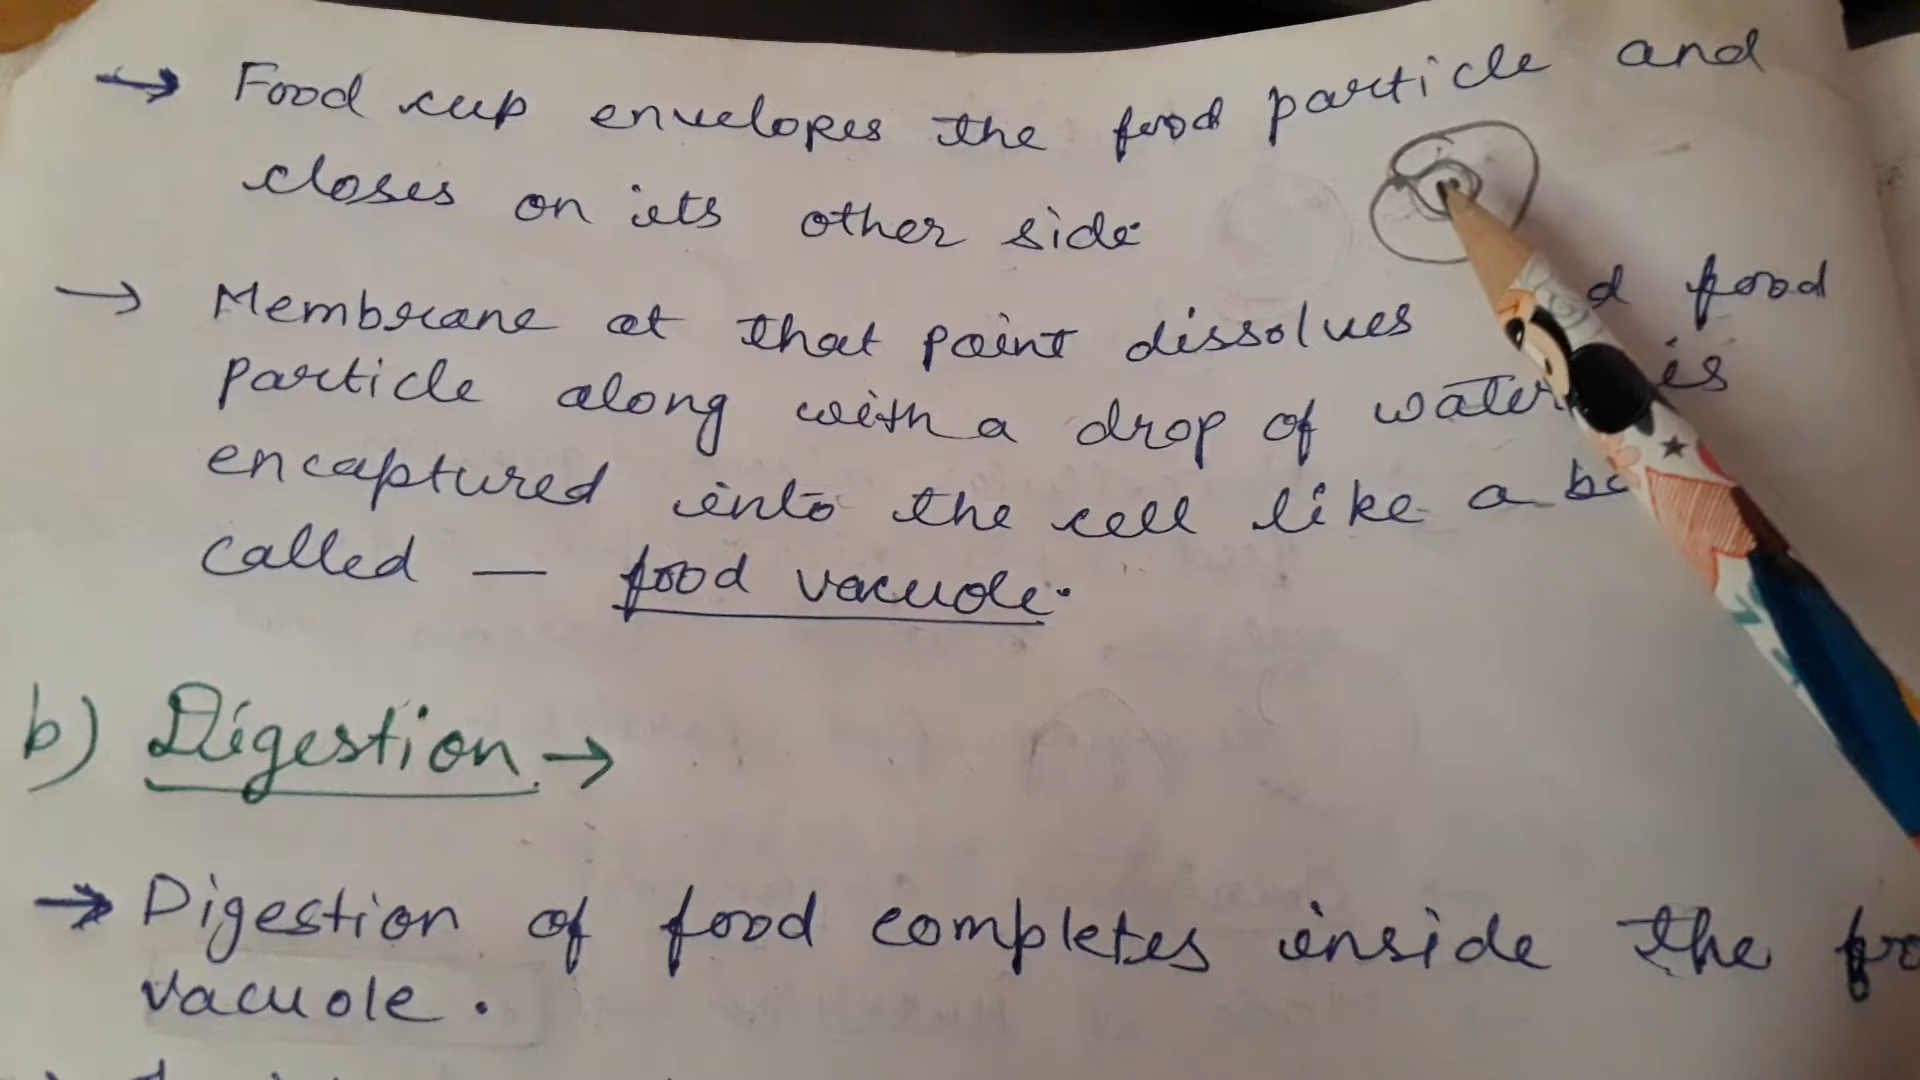 → Food cup envelopes the food particle and
closes on its other side
→ Membrane at that point dissolves food
particle along with a drop of water is
encaptured into the cell like a
called — food vacuole.
b) Digestion →
→ Digestion of food completes inside the
vacuole.